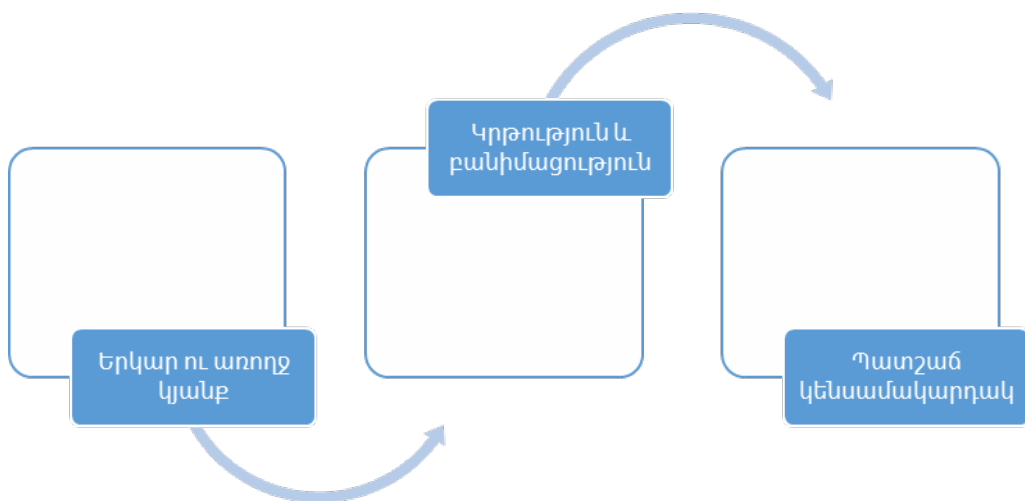 Երկար ու առողջ
կյանք
Կրթություն և
բանիմացություն
Պատշաճ
կենսամակարդակ